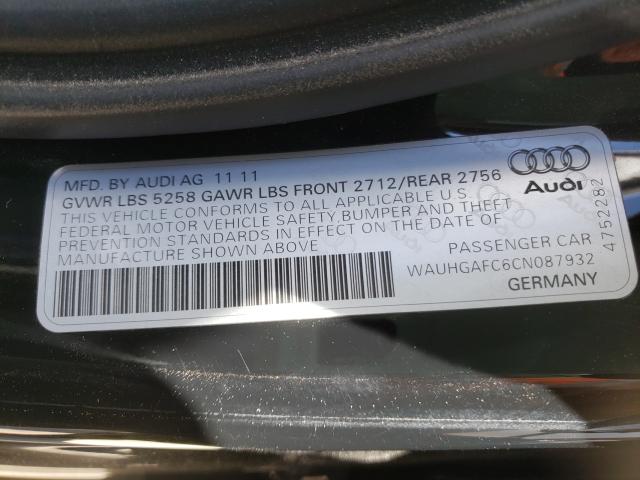 MFD. BY AUDI AG 11 11
GVWR LBS 5258 GAWR LBS FRONT 2712/REAR 2756
THIS VEHICLE CONFORMS TO ALL APPLICABLE U.S.
FEDERAL MOTOR VEHICLE SAFETY,BUMPER AND THEFT
PREVENTION STANDARDS IN EFFECT ON DATE OF
MANUFACTURE SHOWN ABOVE
Audi
4752282
PASSENGER CAR
WAUHGAFC6CN087932
GERMANY